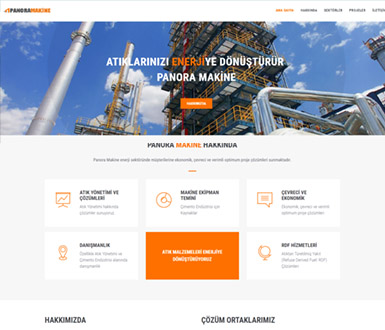 PANORAMAKİNE
ANA SAYFA HAKKINDA SEKTÖRLER PROJELER
ATIKLARINIZI ENERJİYE DÖNÜŞTÜRÜR
PANORA MAKİNE
HAKKIMIZDA
PANORA MAKİNE HAKKINDA
Panora Makine enerji sektöründe müşterilerine ekonomik, çevreci ve verimli optimum proje çözümleri sunmaktadır.
ATIK YÖNETİMİ VE
ÇÖZÜMLERİ
Atık Yönetimi hakkında
çözümler sunuyoruz
MAKİNE EKİPMAN
TEMİNİ
Çimento Endüstrisi için
kaynaklar
ÇEVRECİ VE
EKONOMİK
Ekonomik, çevreci ve
verimli optimum proje çözümleri
DANIŞMANLIK
Özellikle Atık Yönetimi ve
Çimento Endüstrisi alanında
danışmanlık
ATIK MALZEMELERİ ENERJİYE
DÖNÜŞTÜRÜYORUZ
RDF HİZMETLERİ
Atıktan Türetilmiş Yakıt
(Refuse Derived Fuel 'RDF')
Çözümleri
HAKKIMIZDA
ÇÖZÜM ORTAKLARIMIZ